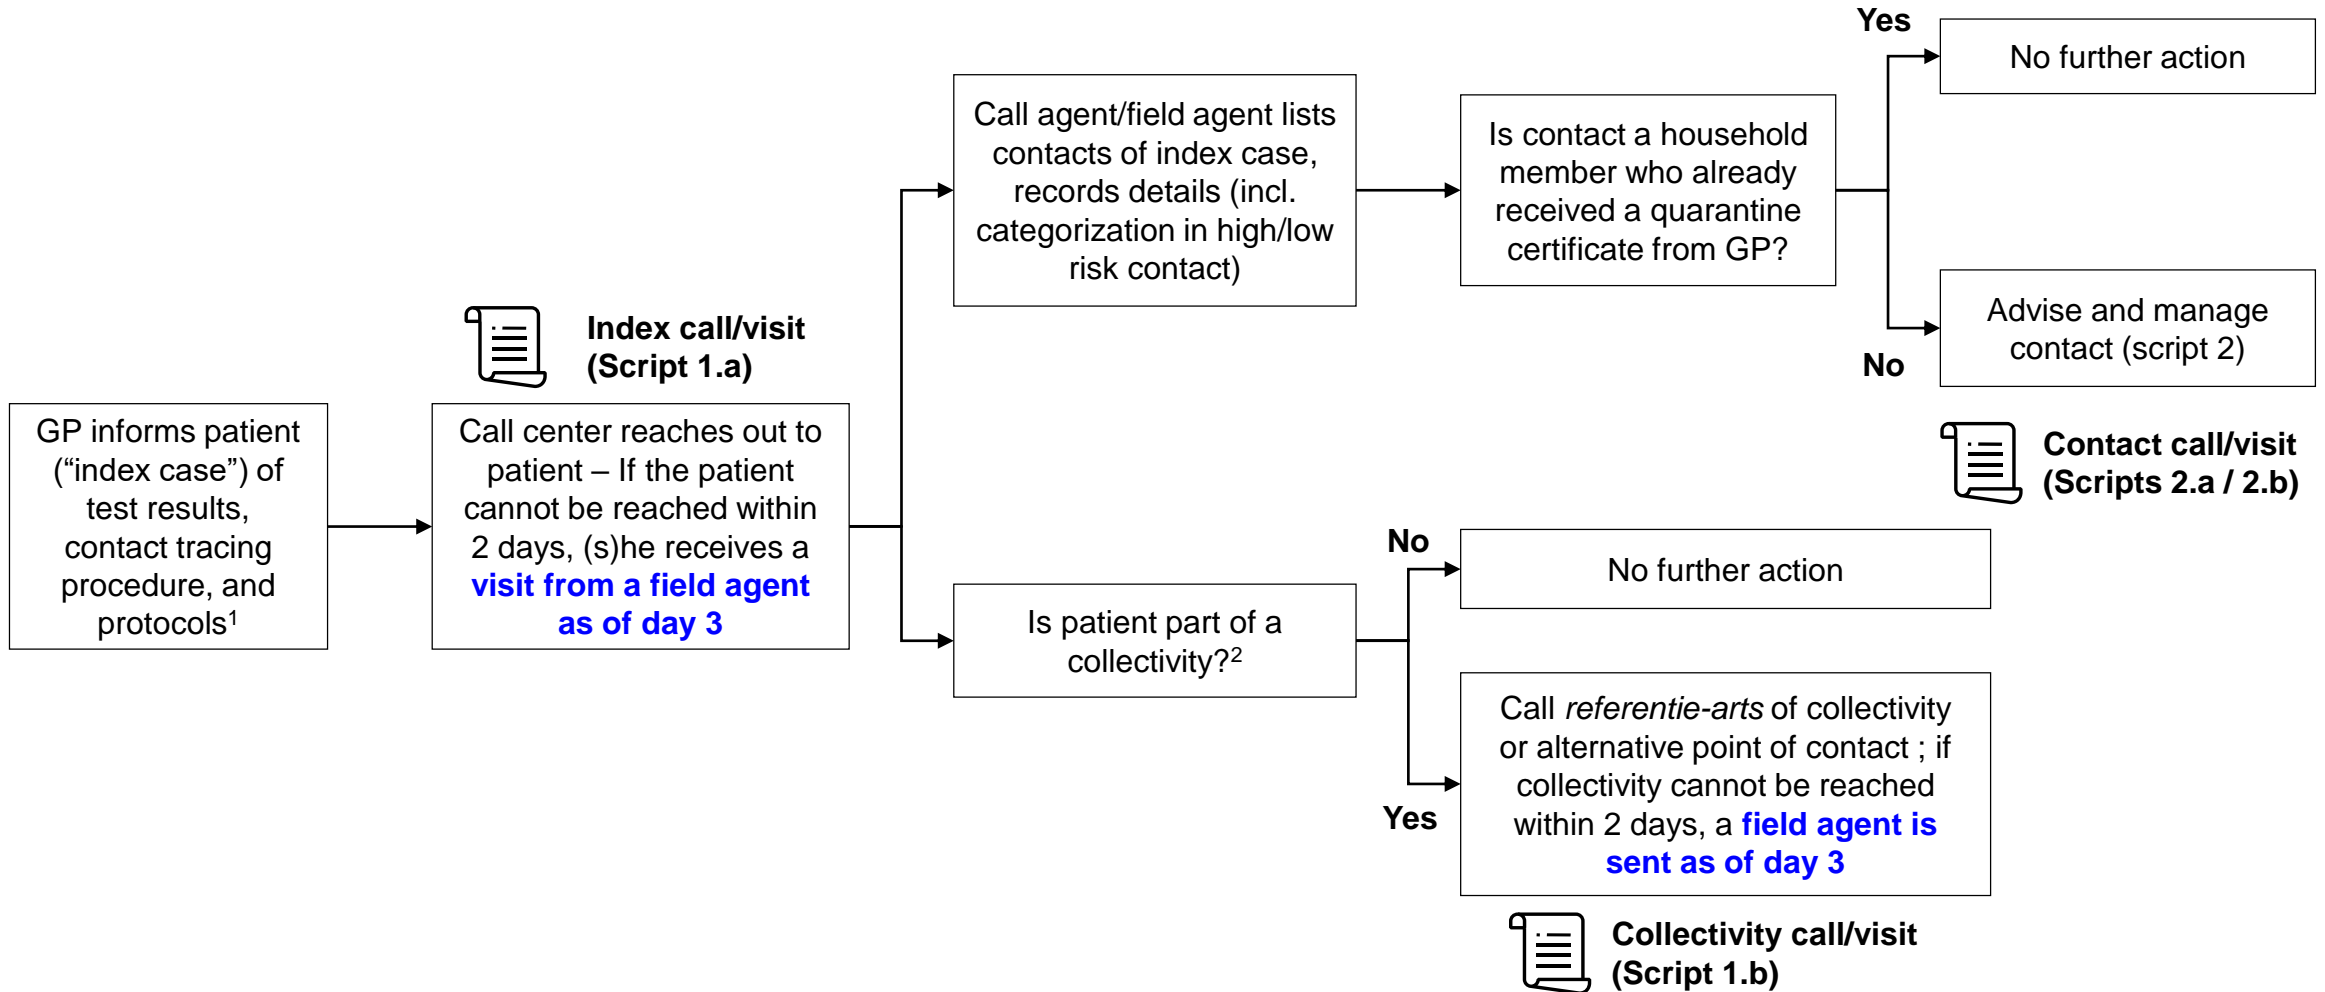 GP informs patient
(“index case”) of
test results,
contact tracing
procedure, and
protocols1
Index call/visit
(Script 1.a)
Call center reaches out to
patient – If the patient
cannot be reached within
2 days, (s)he receives a
visit from a field agent
as of day 3
Call agent/field agent lists
contacts of index case,
records details (incl.
categorization in high/low
risk contact)
Is contact a household
member who already
received a quarantine
certificate from GP?
Yes
No further action
No
Advise and manage
contact (script 2)
Contact call/visit
(Scripts 2.a / 2.b)
Is patient part of a
collectivity?2
No
No further action
Yes
Call referentie-arts of collectivity
or alternative point of contact ; if
collectivity cannot be reached
within 2 days, a field agent is
sent as of day 3
Collectivity call/visit
(Script 1.b)